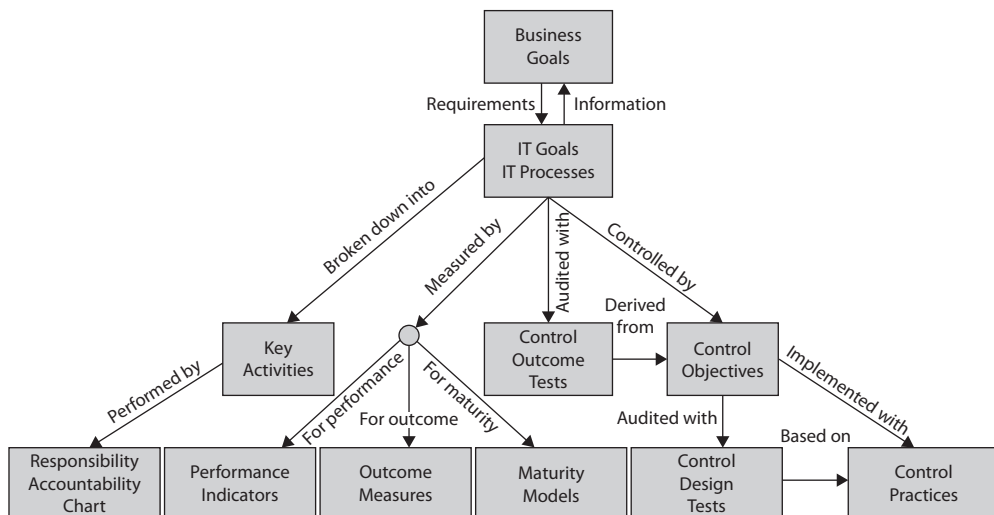 Business
Goals
Requirements
Information
IT Goals
IT Processes
Broken down into
Measured by
Audited with
Controlled by
Derived
from
Key
Activities
Control
Outcome
Tests
Control
Objectives
Performed by
For performance
For outcome
For maturity
Audited with
Implemented with
Based on
Responsibility
Accountability
Chart
Performance
Indicators
Outcome
Measures
Maturity
Models
Control
Design
Tests
Control
Practices